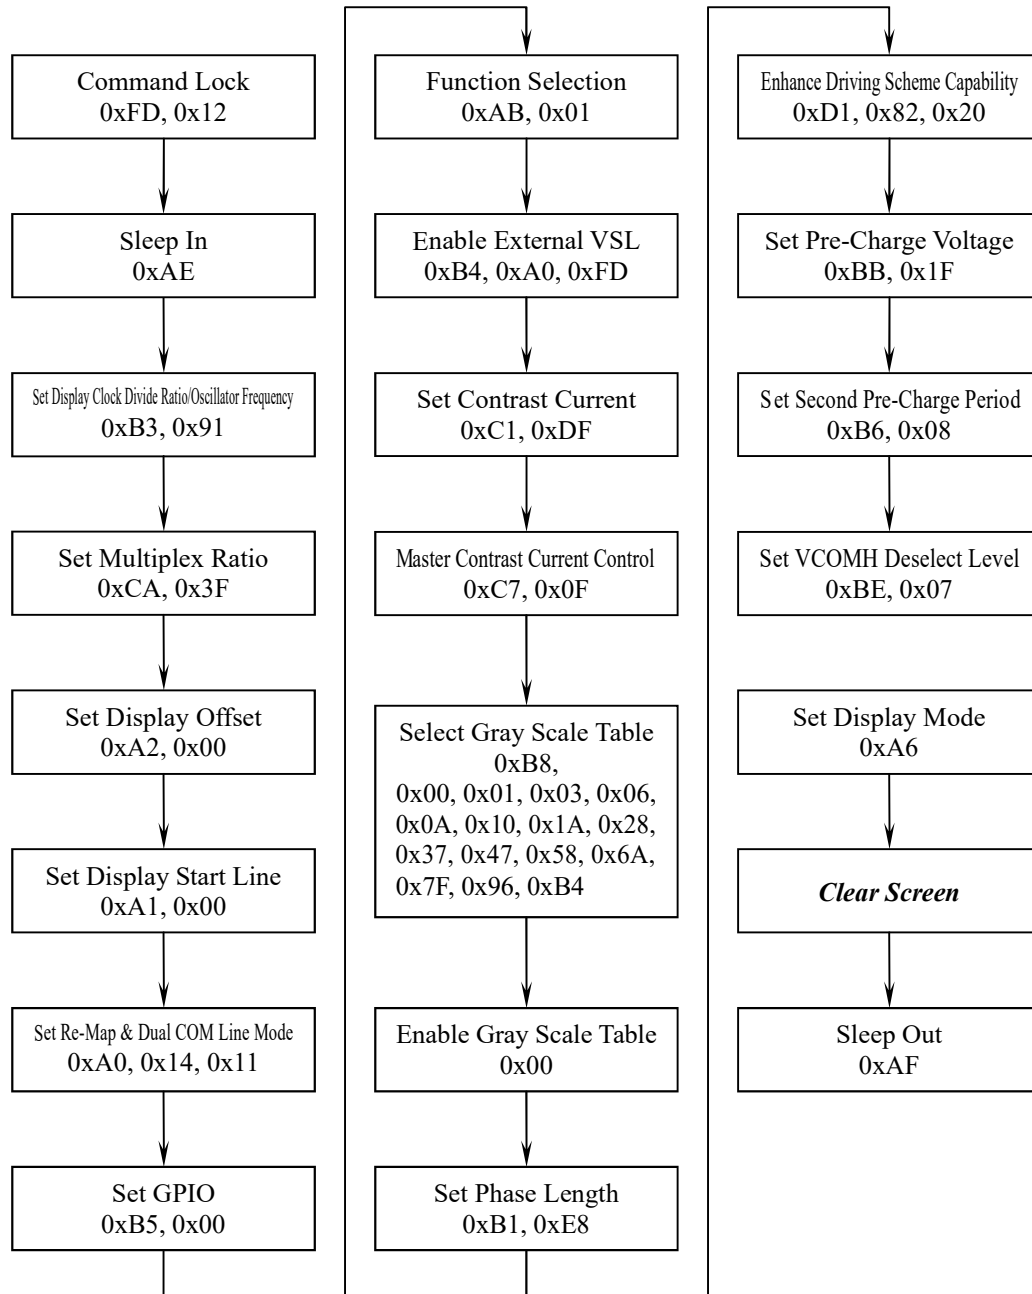 Command Lock
0xFD, 0x12
Sleep In
0xAE
Set Display Clock Divide Ratio/Oscillator Frequency
0xB3, 0x91
Set Multiplex Ratio
0xCA, 0x3F
Set Display Offset
0xA2, 0x00
Set Display Start Line
0xA1, 0x00
Set Re-Map & Dual COM Line Mode
0xA0, 0x14, 0x11
Set GPIO
0xB5, 0x00
Function Selection
0xAB, 0x01
Enable External VSL
0xB4, 0xA0, 0xFD
Set Contrast Current
0xC1, 0xDF
Master Contrast Current Control
0xC7, 0x0F
Select Gray Scale Table
0xB8,
0x00, 0x01, 0x03, 0x06,
0x0A, 0x10, 0x1A, 0x28,
0x37, 0x47, 0x58, 0x6A,
0x7F, 0x96, 0xB4
Enable Gray Scale Table
0x00
Set Phase Length
0xB1, 0xE8
Enhance Driving Scheme Capability
0xD1, 0x82, 0x20
Set Pre-Charge Voltage
0xBB, 0x1F
Set Second Pre-Charge Period
0xB6, 0x08
Set VCOMH Deselect Level
0xBE, 0x07
Set Display Mode
0xA6
Clear Screen
Sleep Out
0xAF